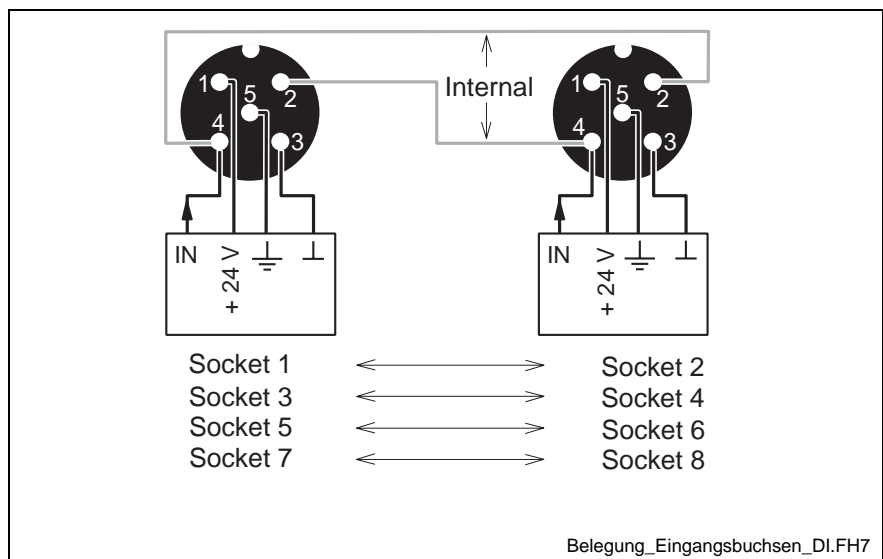 Internal
1 2 5 4 3
1 2 5 4 3
IN + 24 V
IN + 24 V
Socket 1 Socket 2
Socket 3 Socket 4
Socket 5 Socket 6
Socket 7 Socket 8
Belegung_Eingangsbuchsen_DI.FH7